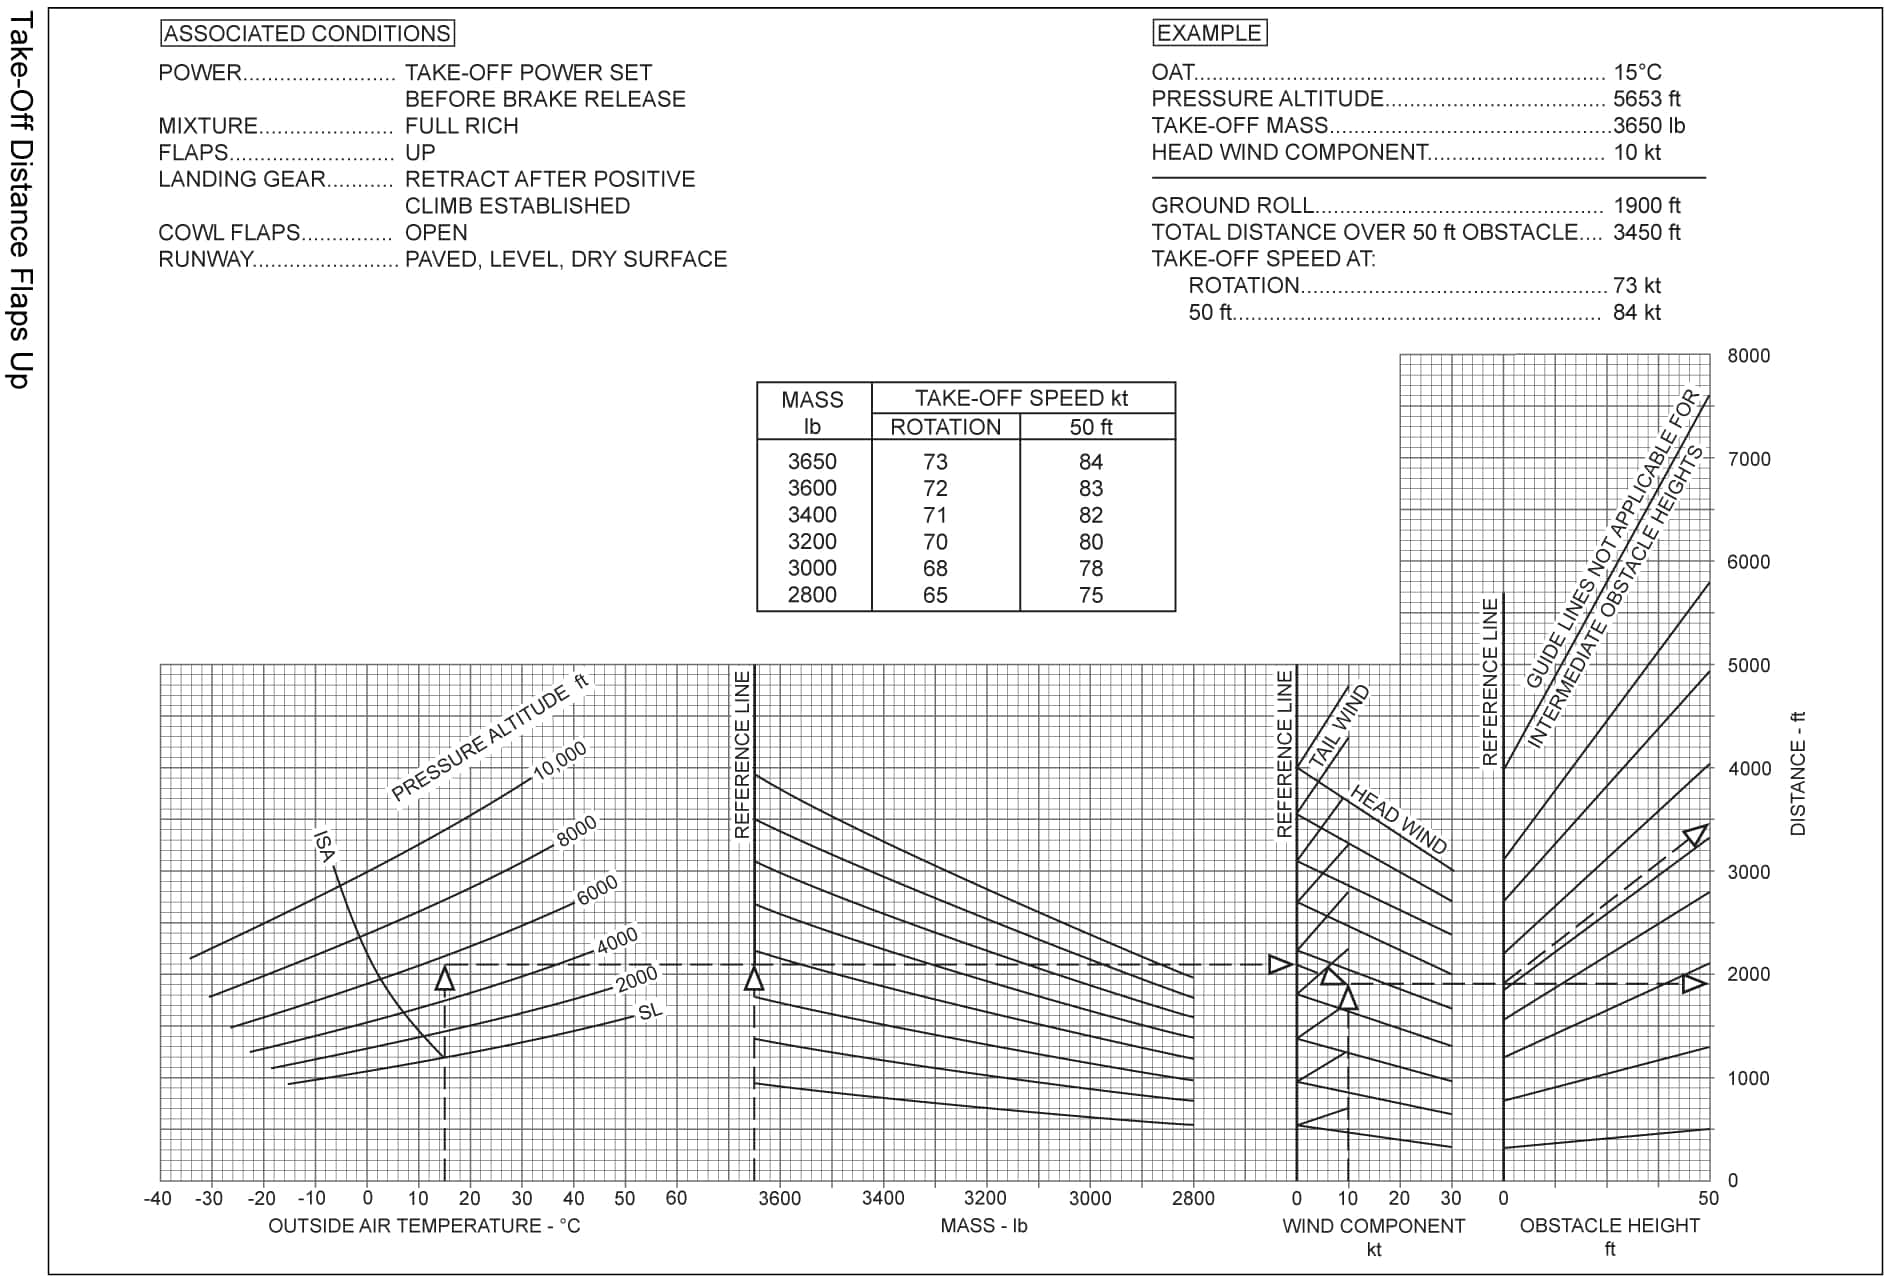 Take-Off Distance Flaps Up
ASSOCIATED CONDITIONS
POWER.......................... TAKE-OFF POWER SET
BEFORE BRAKE RELEASE
MIXTURE....................... FULL RICH
FLAPS............................ UP
LANDING GEAR........... RETRACT AFTER POSITIVE
CLIMB ESTABLISHED
COWL FLAPS............... OPEN
RUNWAY......................... PAVED, LEVEL, DRY SURFACE
EXAMPLE
OAT...................................................................... 15°C
PRESSURE ALTITUDE..................................... 5653 ft
TAKE-OFF MASS...............................................3650 lb
HEAD WIND COMPONENT.............................. 10 kt
GROUND ROLL................................................. 1900 ft
TOTAL DISTANCE OVER 50 ft OBSTACLE.... 3450 ft
TAKE-OFF SPEED AT:
ROTATION.................................................... 73 kt
50 ft............................................................... 84 kt
MASS lb TAKE-OFF SPEED kt
ROTATION 50 ft
3650 73 84
3600 72 83
3400 71 82
3200 70 80
3000 68 78
2800 65 75
PRESSURE ALTITUDE ft
10,000
8000
6000
4000
2000
SL
ISA
REFERENCE LINE
REFERENCE LINE
TAIL WIND
HEAD WIND
REFERENCE LINE
GUIDE LINES NOT APPLICABLE FOR
INTERMEDIATE OBSTACLE HEIGHTS
8000
7000
6000
5000
4000
3000
2000
1000
0
DISTANCE - ft
-40 -30 -20 -10 0 10 20 30 40 50 60 3600 3400 3200 3000 2800 0 10 20 30 0 50
OUTSIDE AIR TEMPERATURE - °C
MASS - lb
WIND COMPONENT
kt
OBSTACLE HEIGHT
ft